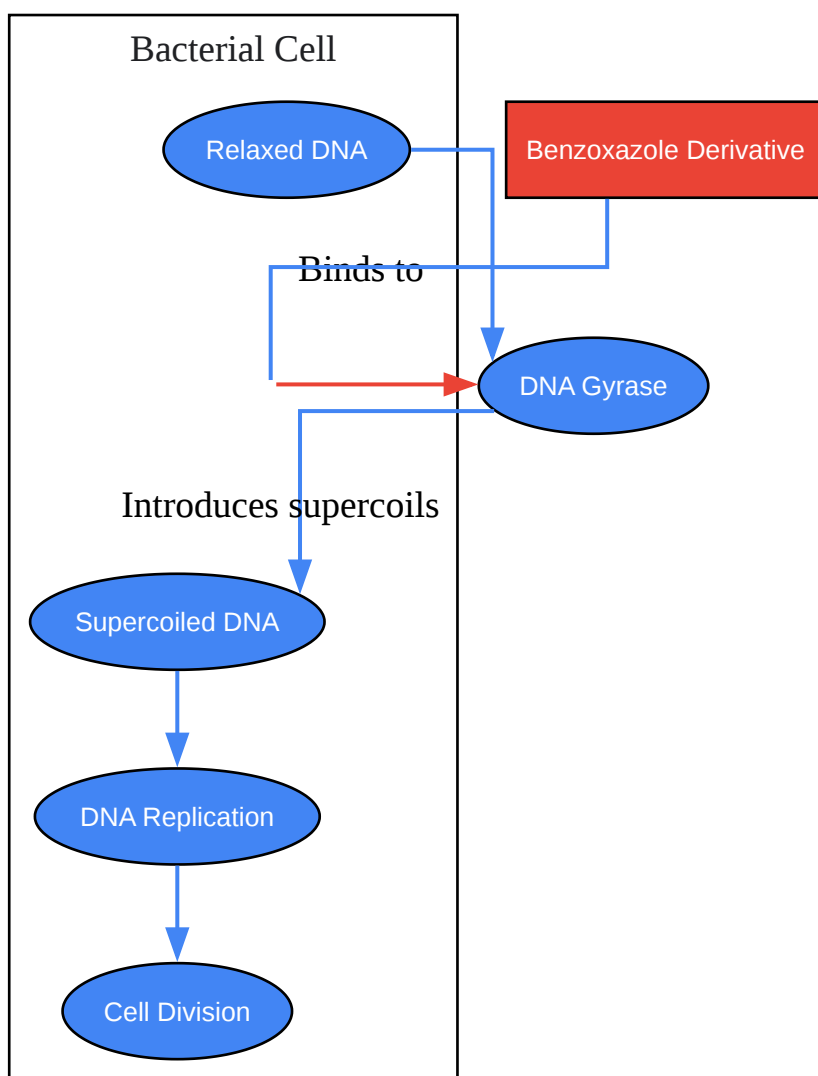 Bacterial Cell
Relaxed DNA
Benzoxazole Derivative
Binds to
DNA Gyrase
Introduces supercoils
Supercoiled DNA
DNA Replication
Cell Division